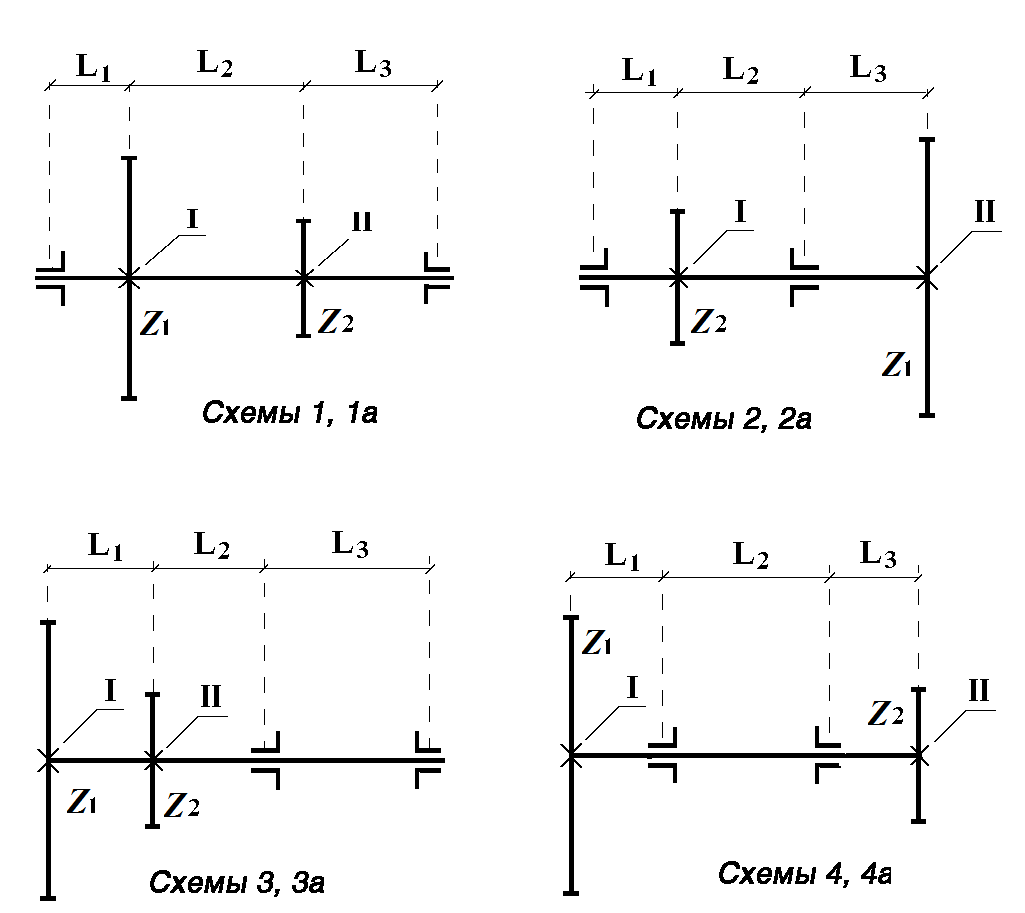 L1 L2 L3
I II
Z1 Z2
Схемы 1, 1а
L1 L2 L3
I II
Z2
Z1
Схемы 2, 2а
L1 L2 L3
I II
Z1 Z2
Схемы 3, 3а
L1 L2 L3
Z1
I II
Z2
Схемы 4, 4а